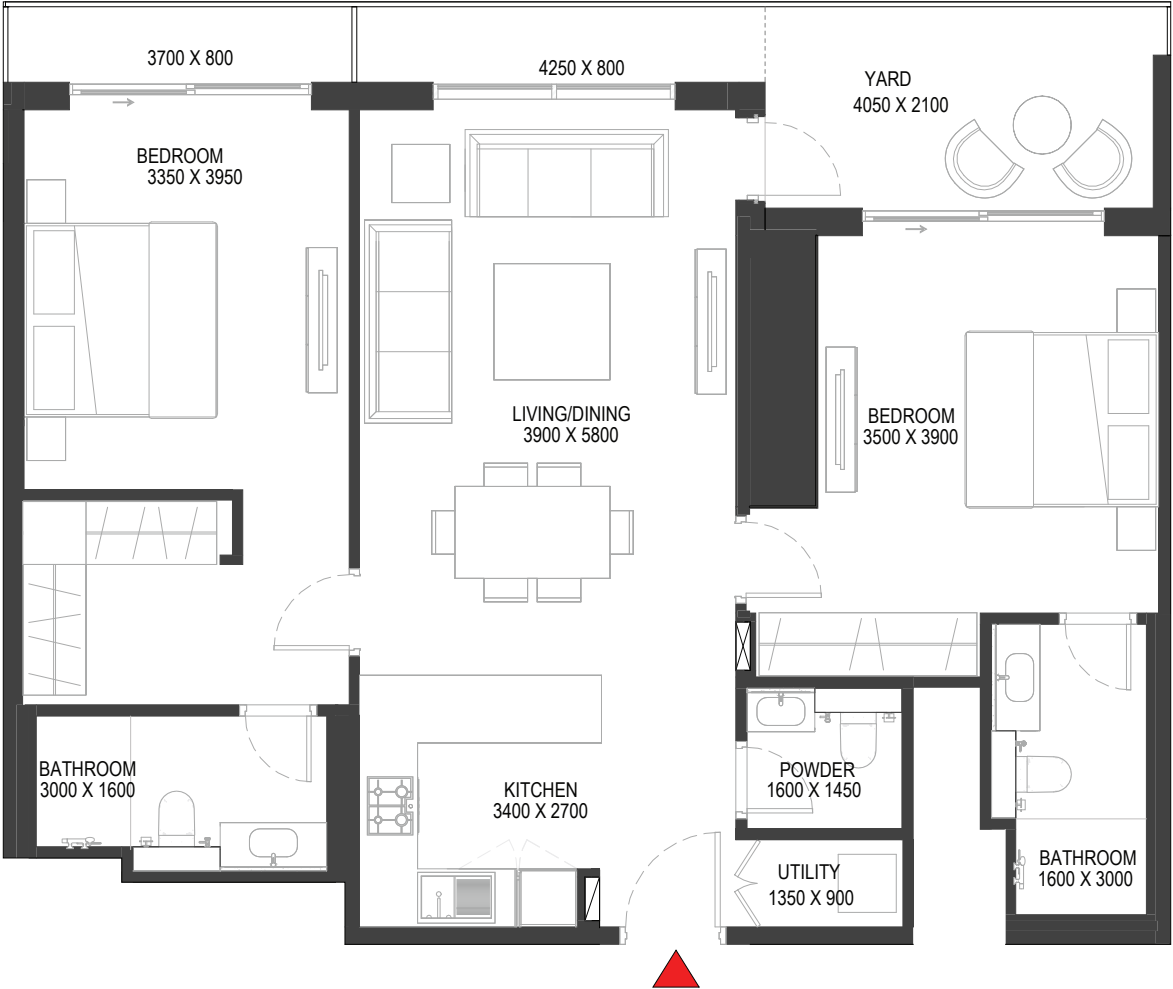 3700 X 800
4250 X 800
YARD
4050 X 2100
BEDROOM
3350 X 3950
LIVING/DINING
3900 X 5800
BEDROOM
3500 X 3900
BATHROOM
3000 X 1600
KITCHEN
3400 X 2700
POWDER
1600 X 1450
UTILITY
1350 X 900
BATHROOM
1600 X 3000